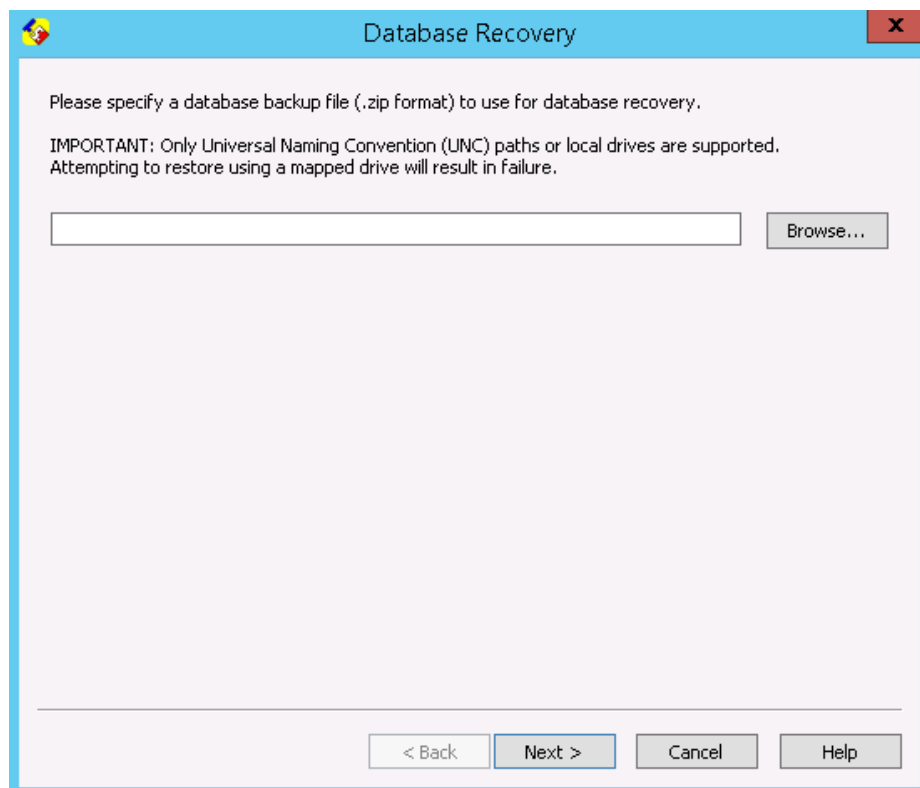 Database Recovery
x
Please specify a database backup file (.zip format) to use for database recovery.
IMPORTANT: Only Universal Naming Convention (UNC) paths or local drives are supported.
Attempting to restore using a mapped drive will result in failure.
Browse...
< Back
Next >
Cancel
Help